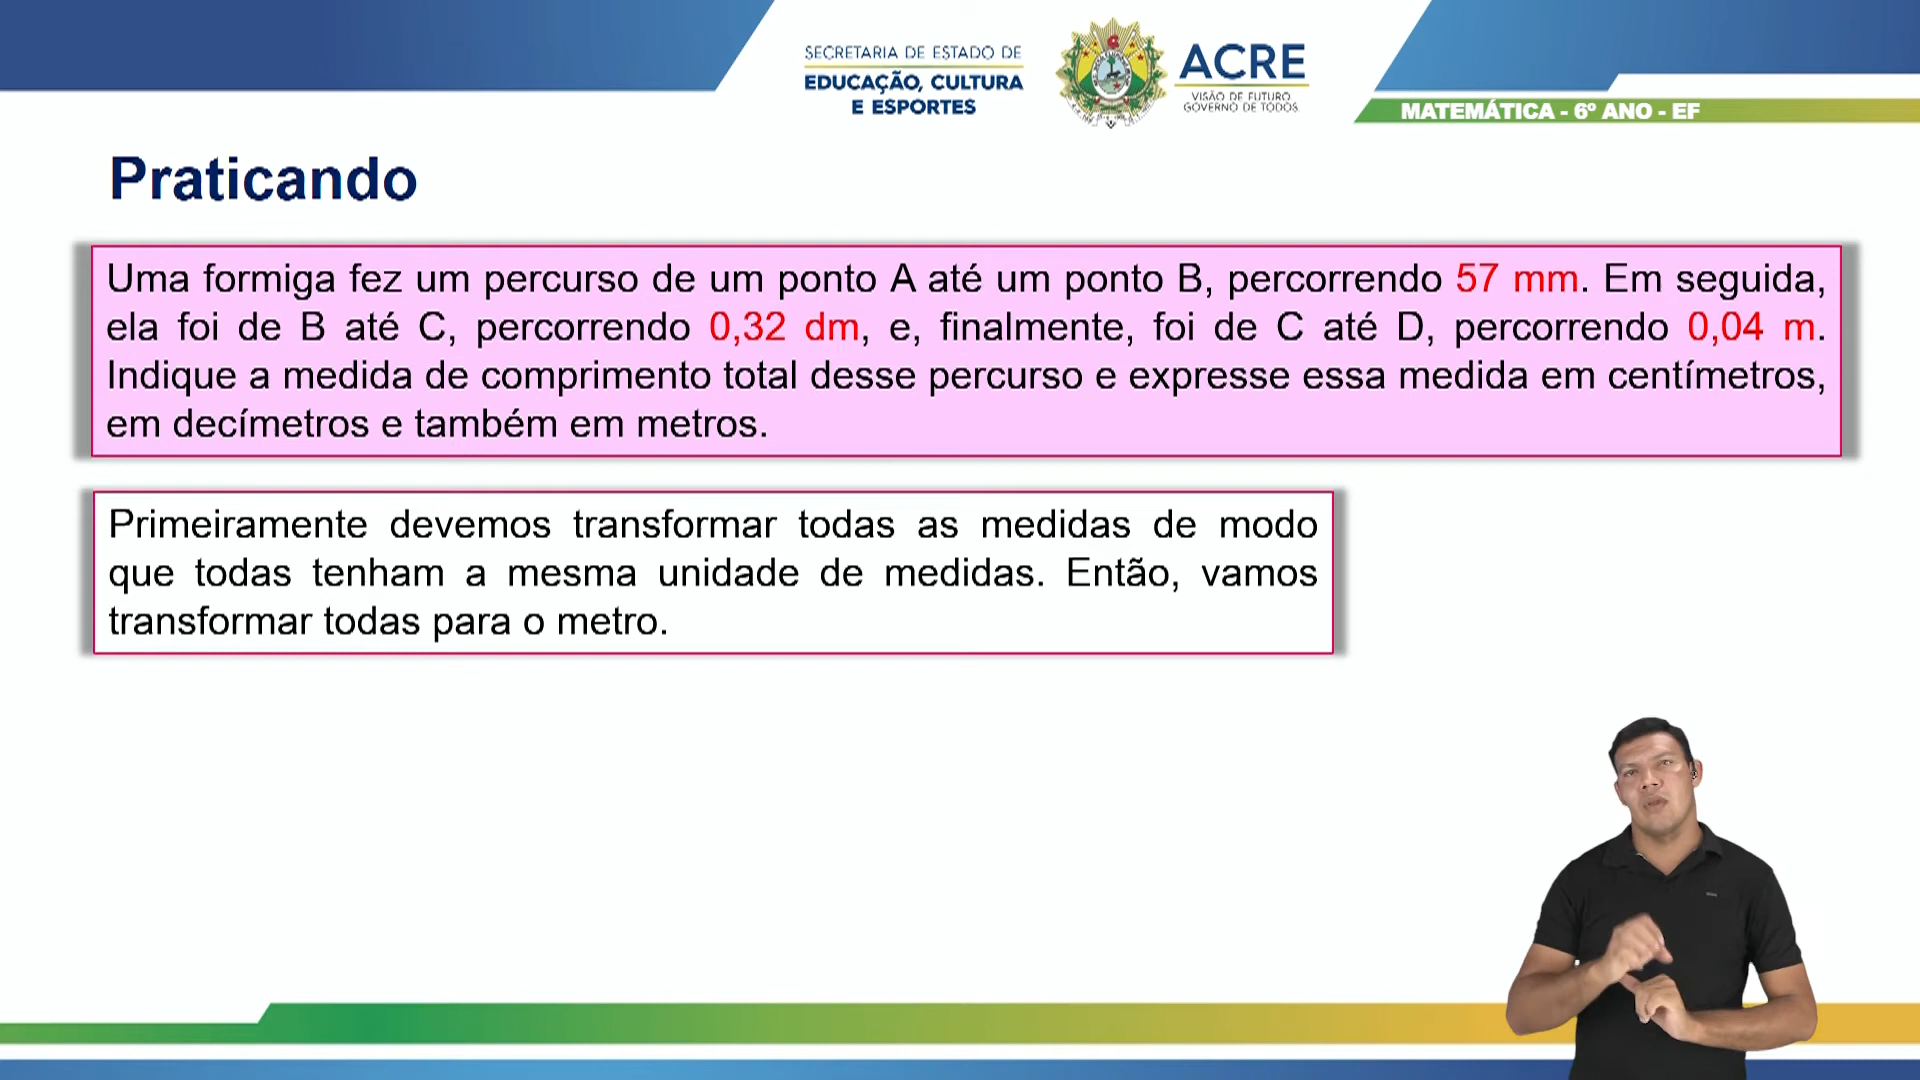 SECRETARIA DE ESTADO DE
EDUCAÇÃO, CULTURA
E ESPORTES
ACRE
VISÃO DE FUTURO
GOVERNO DE TODOS
MATEMÁTICA - 6º ANO - EF
Praticando
Uma formiga fez um percurso de um ponto A até um ponto B, percorrendo 57 mm. Em seguida,
ela foi de B até C, percorrendo 0,32 dm, e, finalmente, foi de C até D, percorrendo 0,04 m.
Indique a medida de comprimento total desse percurso e expresse essa medida em centímetros,
em decímetros e também em metros.
Primeiramente devemos transformar todas as medidas de modo
que todas tenham a mesma unidade de medidas. Então, vamos
transformar todas para o metro.